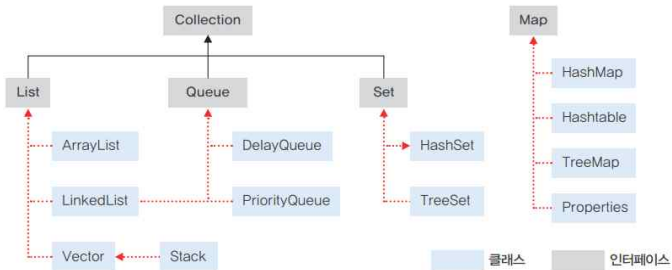 Collection
Map
List
Queue
Set
HashMap
ArrayList
DelayQueue
HashSet
Hashtable
LinkedList
PriorityQueue
TreeSet
TreeMap
Properties
Vector
Stack
클래스
인터페이스